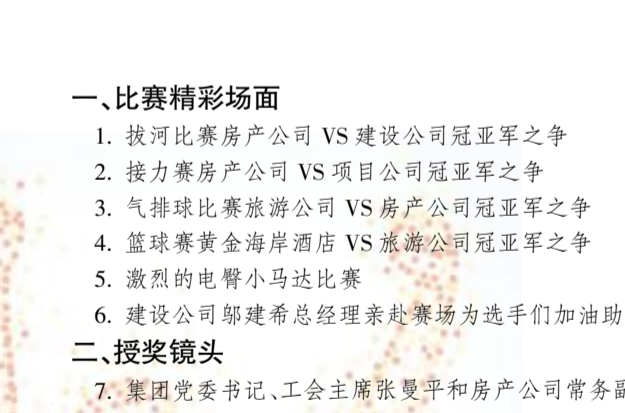 一、比赛精彩场面
1. 拔河比赛房产公司 VS 建设公司冠亚军之争
2. 接力赛房产公司 VS 项目公司冠亚军之争
3. 气排球比赛旅游公司 VS 房产公司冠亚军之争
4. 篮球赛黄金海岸酒店 VS 旅游公司冠亚军之争
5. 激烈的电臀小马达比赛
6. 建设公司邬建希总经理亲赴赛场为选手们加油助
二、授奖镜头
7. 集团党委书记、工会主席张曼平和房产公司常务副